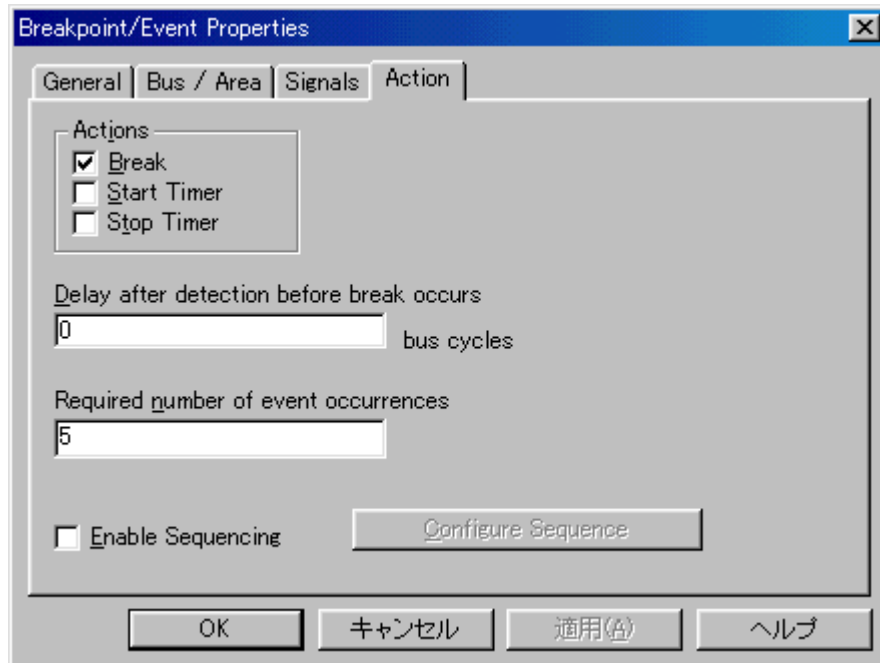 Breakpoint/Event Properties
General Bus / Area Signals Action
Actions
Break
Start Timer
Stop Timer
Delay after detection before break occurs
0 bus cycles
Required number of event occurrences
5
Enable Sequencing Configure Sequence
OK キャンセル 適用(A) ヘルプ